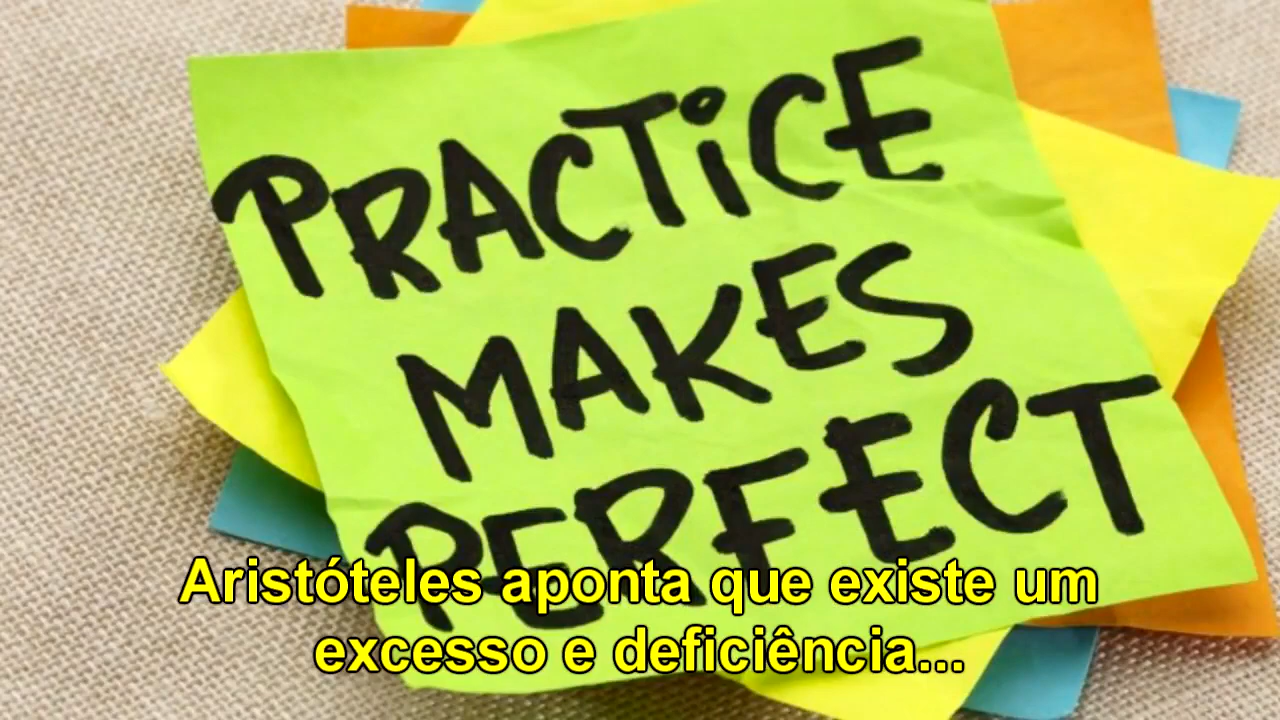 PRACTiCE
MAKES
PERFECT
Aristóteles aponta que existe um
excesso e deficiência...